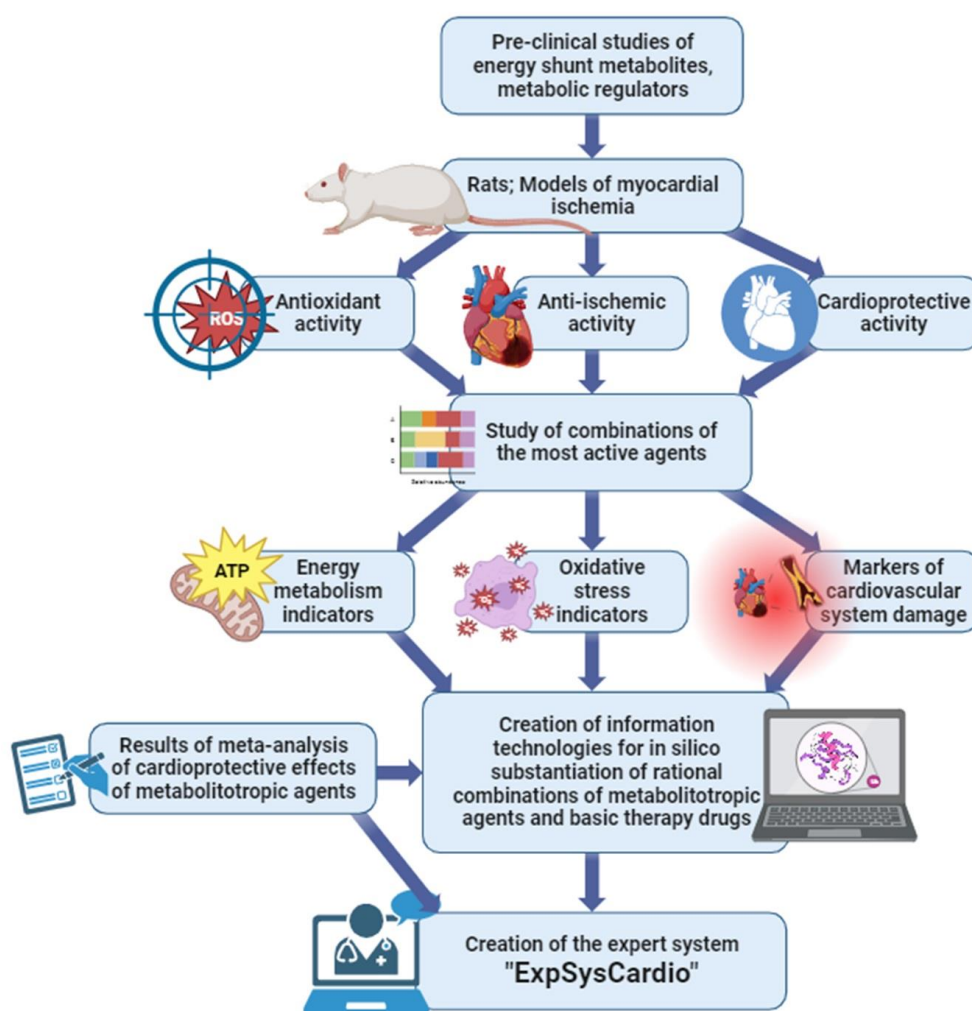 Pre-clinical studies of
energy shunt metabolites,
metabolic regulators
Rats; Models of myocardial
ischemia
ROS
Antioxidant
activity
Anti-ischemic
activity
Cardioprotective
activity
Study of combinations of
the most active agents
ATP
Energy
metabolism
indicators
Oxidative
stress
indicators
Markers of
cardiovascular
system damage
Results of meta-analysis
of cardioprotective effects
of metabolitotropic agents
Creation of information
technologies for in silico
substantiation of rational
combinations of metabolitotropic
agents and basic therapy drugs
Creation of the expert system
"ExpSysCardio"